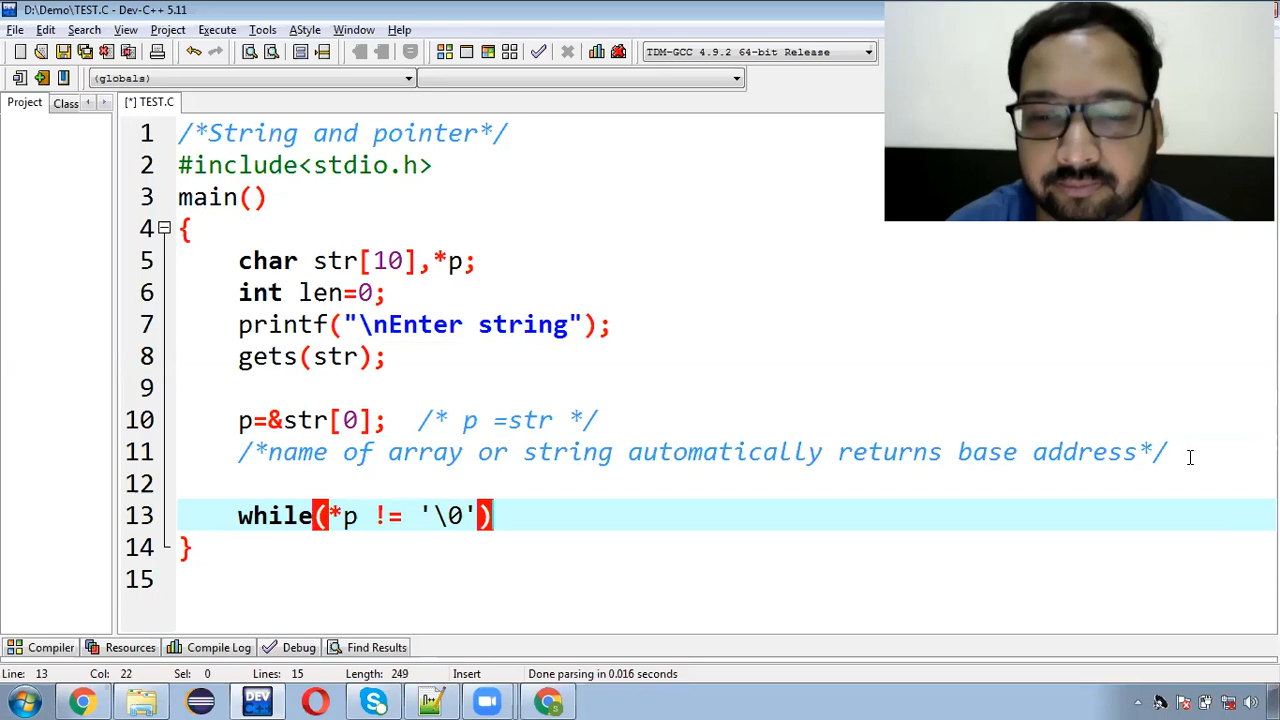 D:\Demo\TEST.C - Dev-C++ 5.11
File Edit Search View Project Execute Tools AStyle Window Help
TDM-GCC 4.9.2 64-bit Release
(globals)
Project Class [*] TEST.C
1 /*String and pointer*/
2 #include<stdio.h>
3 main()
4 {
5 char str[10],*p;
6 int len=0;
7 printf("\nEnter string");
8 gets(str);
9
10 p=&str[0]; /* p =str */
11 /*name of array or string automatically returns base address*/
12
13 while(*p != '\0')
14 }
15
Compiler Resources Compile Log Debug Find Results
Line: 13 Col: 22 Sel: 0 Lines: 15 Length: 249 Insert Done parsing in 0.016 seconds
DEV C++